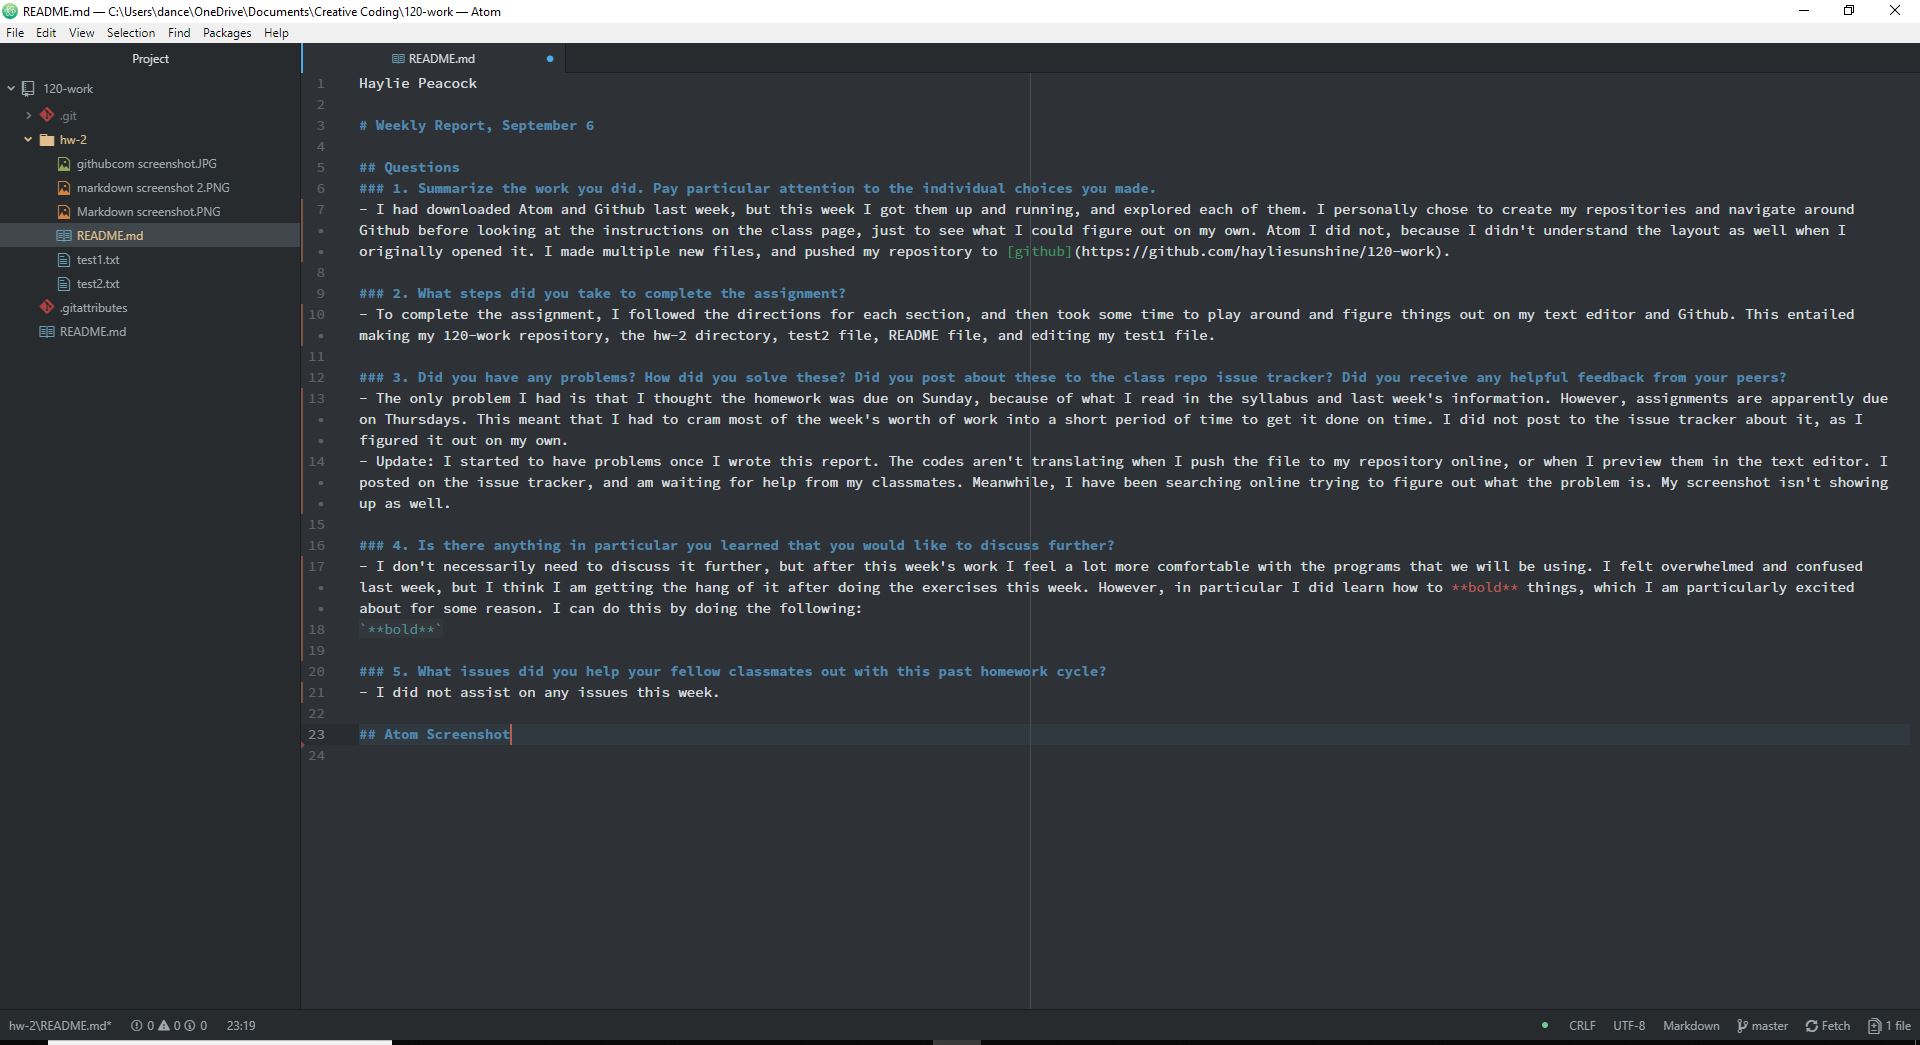 README.md — C:\Users\dance\OneDrive\Documents\Creative Coding\120-work — Atom
File Edit View Selection Find Packages Help
Project
README.md
120-work
.git
hw-2
githubcom screenshot.JPG
markdown screenshot 2.PNG
Markdown screenshot.PNG
README.md
test1.txt
test2.txt
.gitattributes
README.md
1 Haylie Peacock
2
3 # Weekly Report, September 6
4
5 ## Questions
6 ### 1. Summarize the work you did. Pay particular attention to the individual choices you made.
7 - I had downloaded Atom and Github last week, but this week I got them up and running, and explored each of them. I personally chose to create my repositories and navigate around
• Github before looking at the instructions on the class page, just to see what I could figure out on my own. Atom I did not, because I didn't understand the layout as well when I
• originally opened it. I made multiple new files, and pushed my repository to [github](https://github.com/hayliesunshine/120-work).
8
9 ### 2. What steps did you take to complete the assignment?
10 - To complete the assignment, I followed the directions for each section, and then took some time to play around and figure things out on my text editor and Github. This entailed
• making my 120-work repository, the hw-2 directory, test2 file, README file, and editing my test1 file.
11
12 ### 3. Did you have any problems? How did you solve these? Did you post about these to the class repo issue tracker? Did you receive any helpful feedback from your peers?
13 - The only problem I had is that I thought the homework was due on Sunday, because of what I read in the syllabus and last week's information. However, assignments are apparently due
• on Thursdays. This meant that I had to cram most of the week's worth of work into a short period of time to get it done on time. I did not post to the issue tracker about it, as I
• figured it out on my own.
14 - Update: I started to have problems once I wrote this report. The codes aren't translating when I push the file to my repository online, or when I preview them in the text editor. I
• posted on the issue tracker, and am waiting for help from my classmates. Meanwhile, I have been searching online trying to figure out what the problem is. My screenshot isn't showing
• up as well.
15
16 ### 4. Is there anything in particular you learned that you would like to discuss further?
17 - I don't necessarily need to discuss it further, but after this week's work I feel a lot more comfortable with the programs that we will be using. I felt overwhelmed and confused
• last week, but I think I am getting the hang of it after doing the exercises this week. However, in particular I did learn how to **bold** things, which I am particularly excited
• about for some reason. I can do this by doing the following:
18 `**bold**`
19
20 ### 5. What issues did you help your fellow classmates out with this past homework cycle?
21 - I did not assist on any issues this week.
22
23 ## Atom Screenshot
24
hw-2\README.md* 0 0 0 23:19 CRLF UTF-8 Markdown master Fetch 1 file